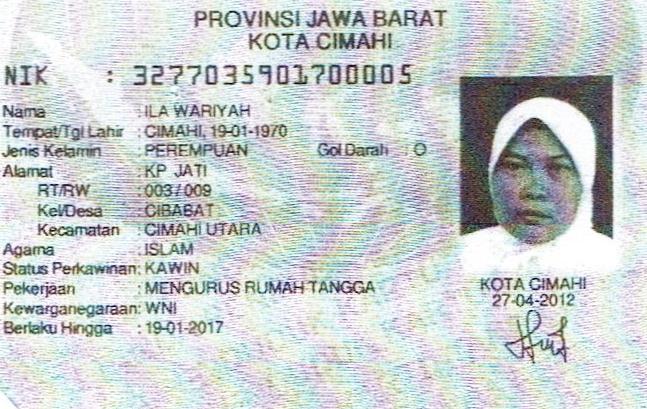 PROVINSI JAWA BARAT
KOTA CIMAHI
NIK : 3277035901700005
Nama : ILA WARIYAH
Tempat/Tgl Lahir : CIMAHI, 19-01-1970
Jenis Kelamin : PEREMPUAN Gol Darah : O
Alamat : KP JATI
RT/RW : 003 / 009
Kel/Desa : CIBABAT
Kecamatan : CIMAHI UTARA
Agama : ISLAM
Status Perkawinan: KAWIN
Pekerjaan : MENGURUS RUMAH TANGGA
Kewarganegaraan: WNI
Berlaku Hingga : 19-01-2017
KOTA CIMAHI
27-04-2012